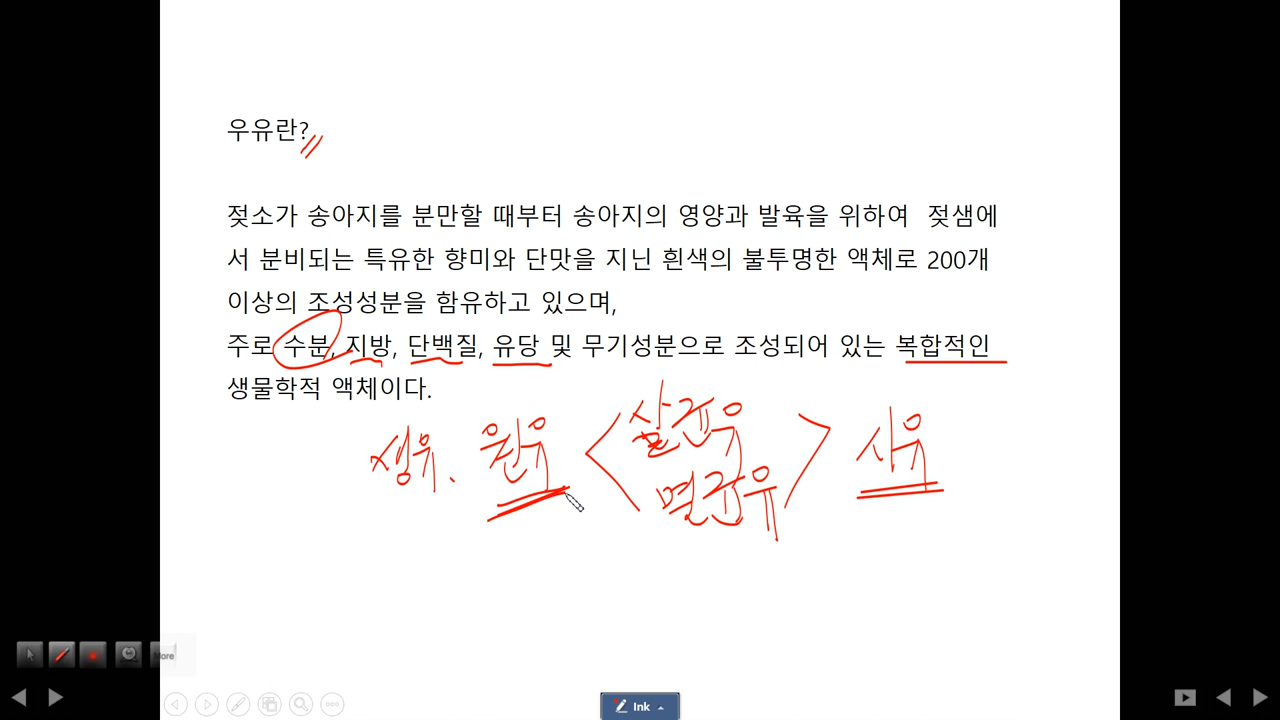 우유란?
젖소가 송아지를 분만할 때부터 송아지의 영양과 발육을 위하여 젖샘에
서 분비되는 특유한 향미와 단맛을 지닌 흰색의 불투명한 액체로 200개
이상의 조성성분을 함유하고 있으며,
주로 수분, 지방, 단백질, 유당 및 무기성분으로 조성되어 있는 복합적인
생물학적 액체이다.
생유. 원유 < 살균유 > 시유
멸균유
More
Ink